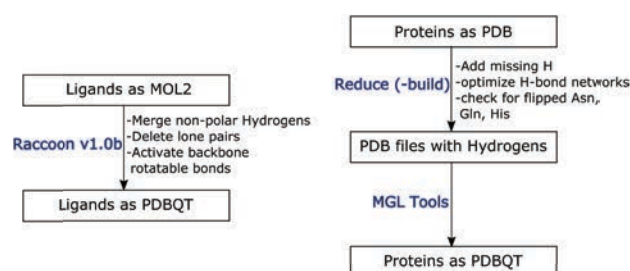 Ligands as MOL2
Raccoon v1.0b
-Merge non-polar Hydrogens
-Delete lone pairs
-Activate backbone
rotatable bonds
Ligands as PDBQT
Proteins as PDB
Reduce (-build)
-Add missing H
-optimize H-bond networks
-check for flipped Asn,
Gln, His
PDB files with Hydrogens
MGL Tools
Proteins as PDBQT